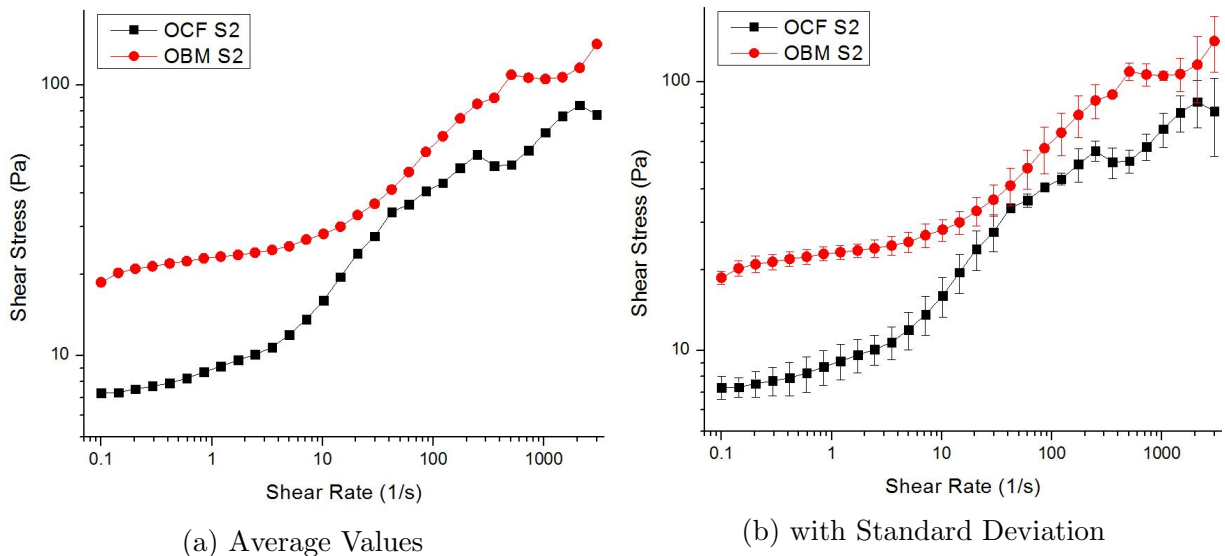 OCF S2
OBM S2
100
10
Shear Stress (Pa)
0.1
1
10
100
1000
Shear Rate (1/s)
(a) Average Values
OCF S2
OBM S2
100
10
Shear Stress (Pa)
0.1
1
10
100
1000
Shear Rate (1/s)
(b) with Standard Deviation